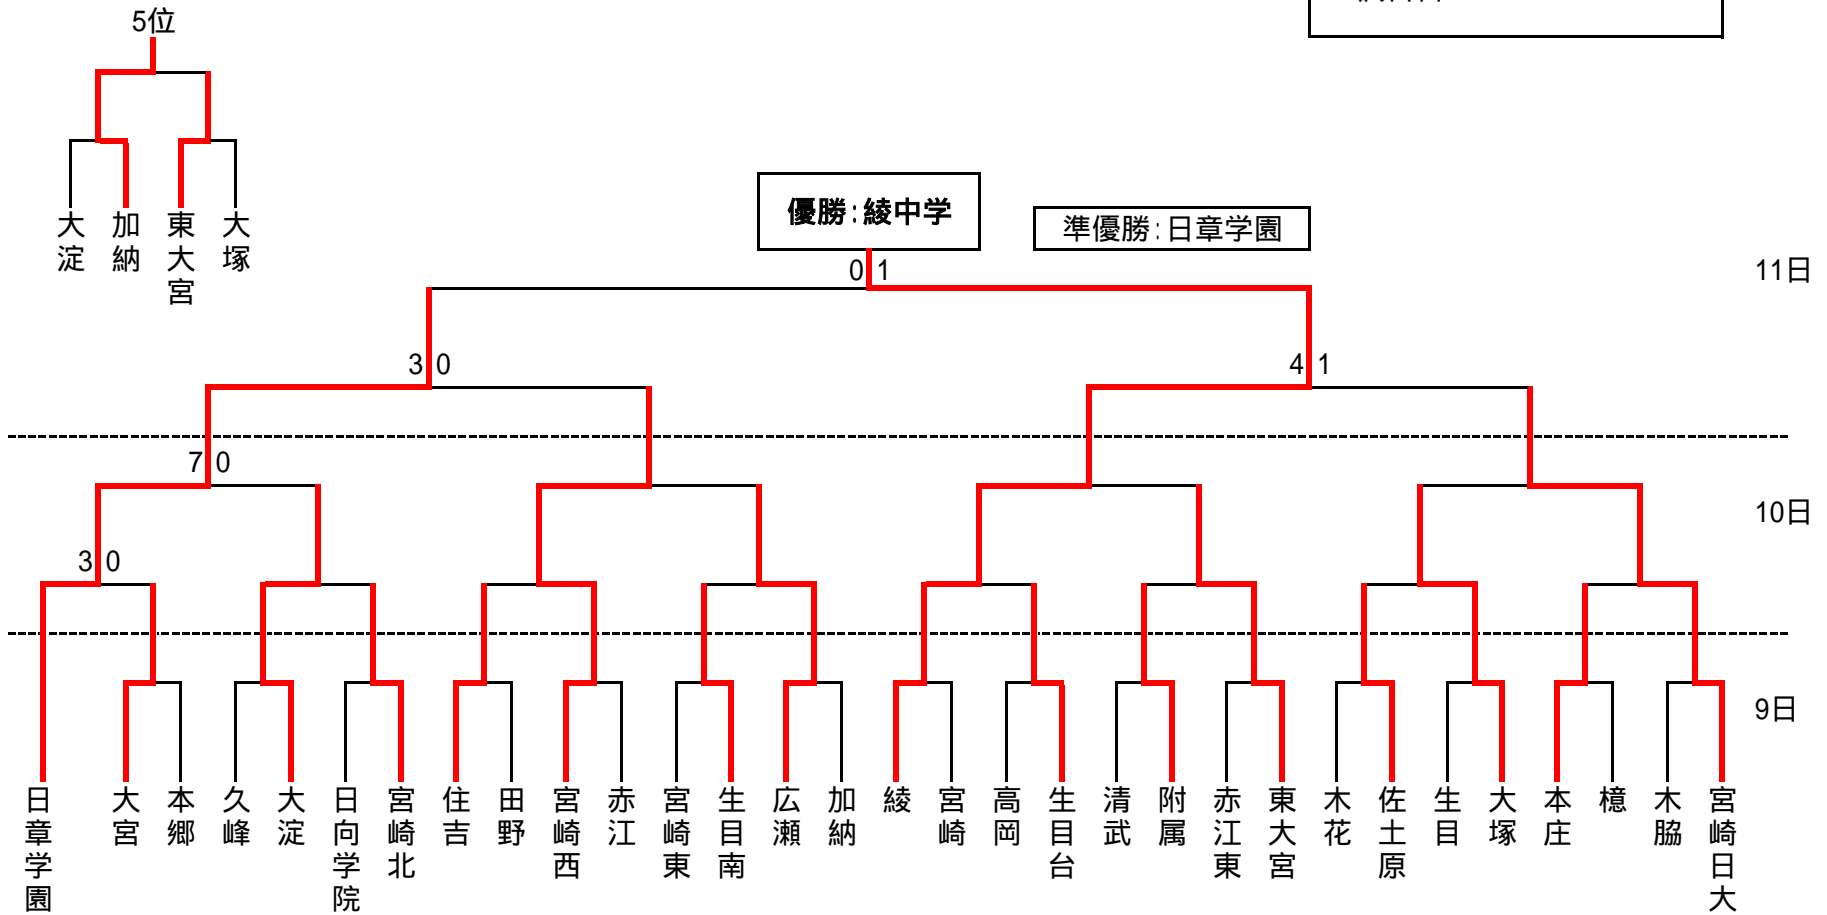 5位
大淀
加納
東大宮
大塚
優勝:綾中学
準優勝:日章学園
0 1
11日
3 0
4 1
7 0
10日
3 0
9日
日章学園
大宮
本郷
久峰
大淀
日向学院
宮崎北
住吉
田野
宮崎西
赤江
宮崎東
生目南
広瀬
加納
綾
宮崎
高岡
生目台
清武
附属
赤江東
東大宮
木花
佐土原
生目
大塚
本庄
檍
木脇
宮崎日大